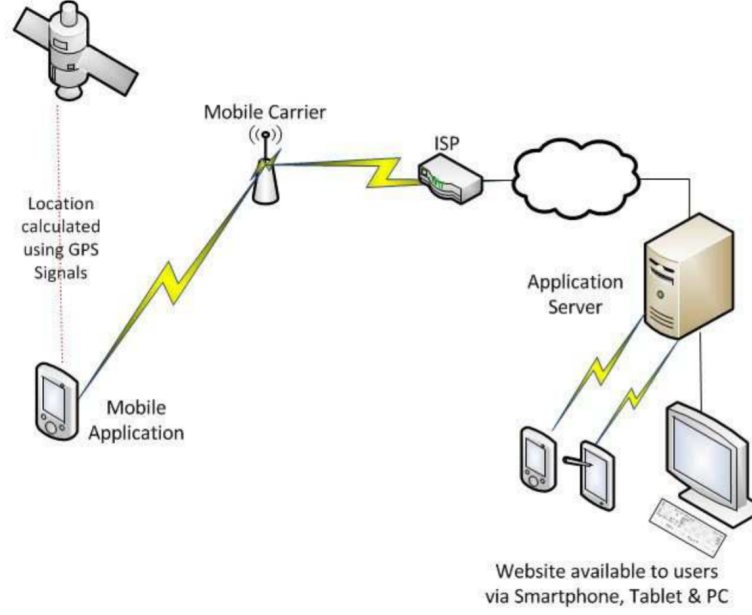 Mobile Carrier
ISP
Location
calculated
using GPS
Signals
Application
Server
Mobile
Application
Website available to users
via Smartphone, Tablet & PC